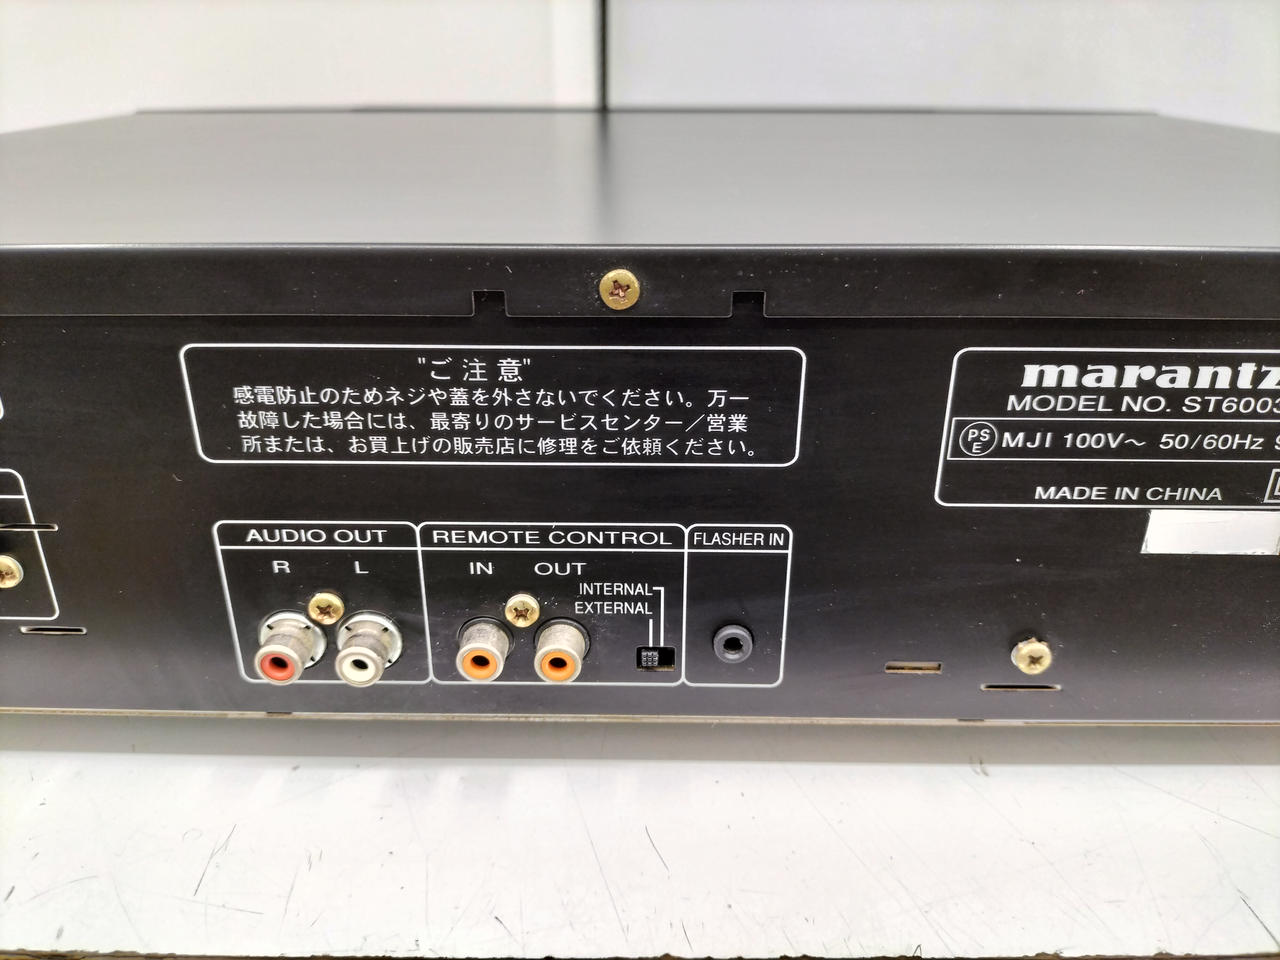 "ご注意"
感電防止のためネジや蓋を外さないでください。万一
故障した場合には、最寄りのサービスセンター／営業
所または、お買上げの販売店に修理をご依頼ください。
marantz
MODEL NO. ST6003
PSE MJI 100V～ 50/60Hz
MADE IN CHINA
AUDIO OUT
R L
REMOTE CONTROL
IN OUT
INTERNAL
EXTERNAL
FLASHER IN